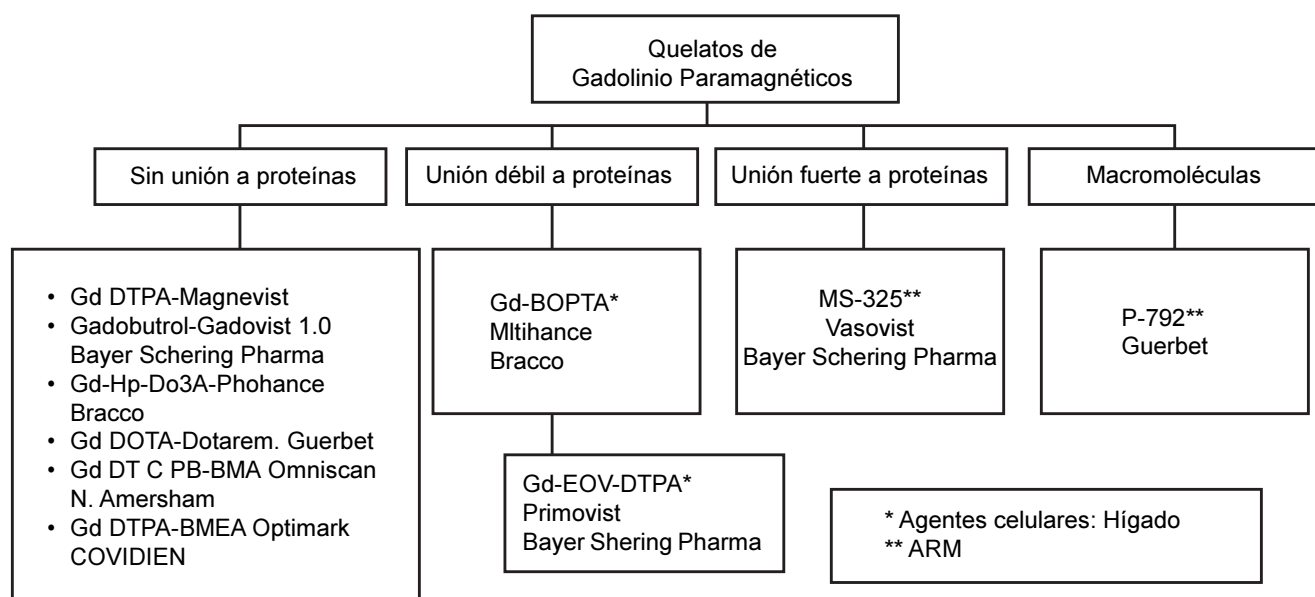 Quelatos de
Gadolinio Paramagnéticos
Sin unión a proteínas
Unión débil a proteínas
Unión fuerte a proteínas
Macromoléculas
• Gd DTPA-Magnevist
• Gadobutrol-Gadovist 1.0
Bayer Schering Pharma
• Gd-Hp-Do3A-Phohance
Bracco
• Gd DOTA-Dotarem. Guerbet
• Gd DT C PB-BMA Omniscan
N. Amersham
• Gd DTPA-BMEA Optimark
COVIDIEN
Gd-BOPTA*
Mltihance
Bracco
Gd-EOV-DTPA*
Primovist
Bayer Shering Pharma
MS-325**
Vasovist
Bayer Schering Pharma
P-792**
Guerbet
* Agentes celulares: Hígado
** ARM